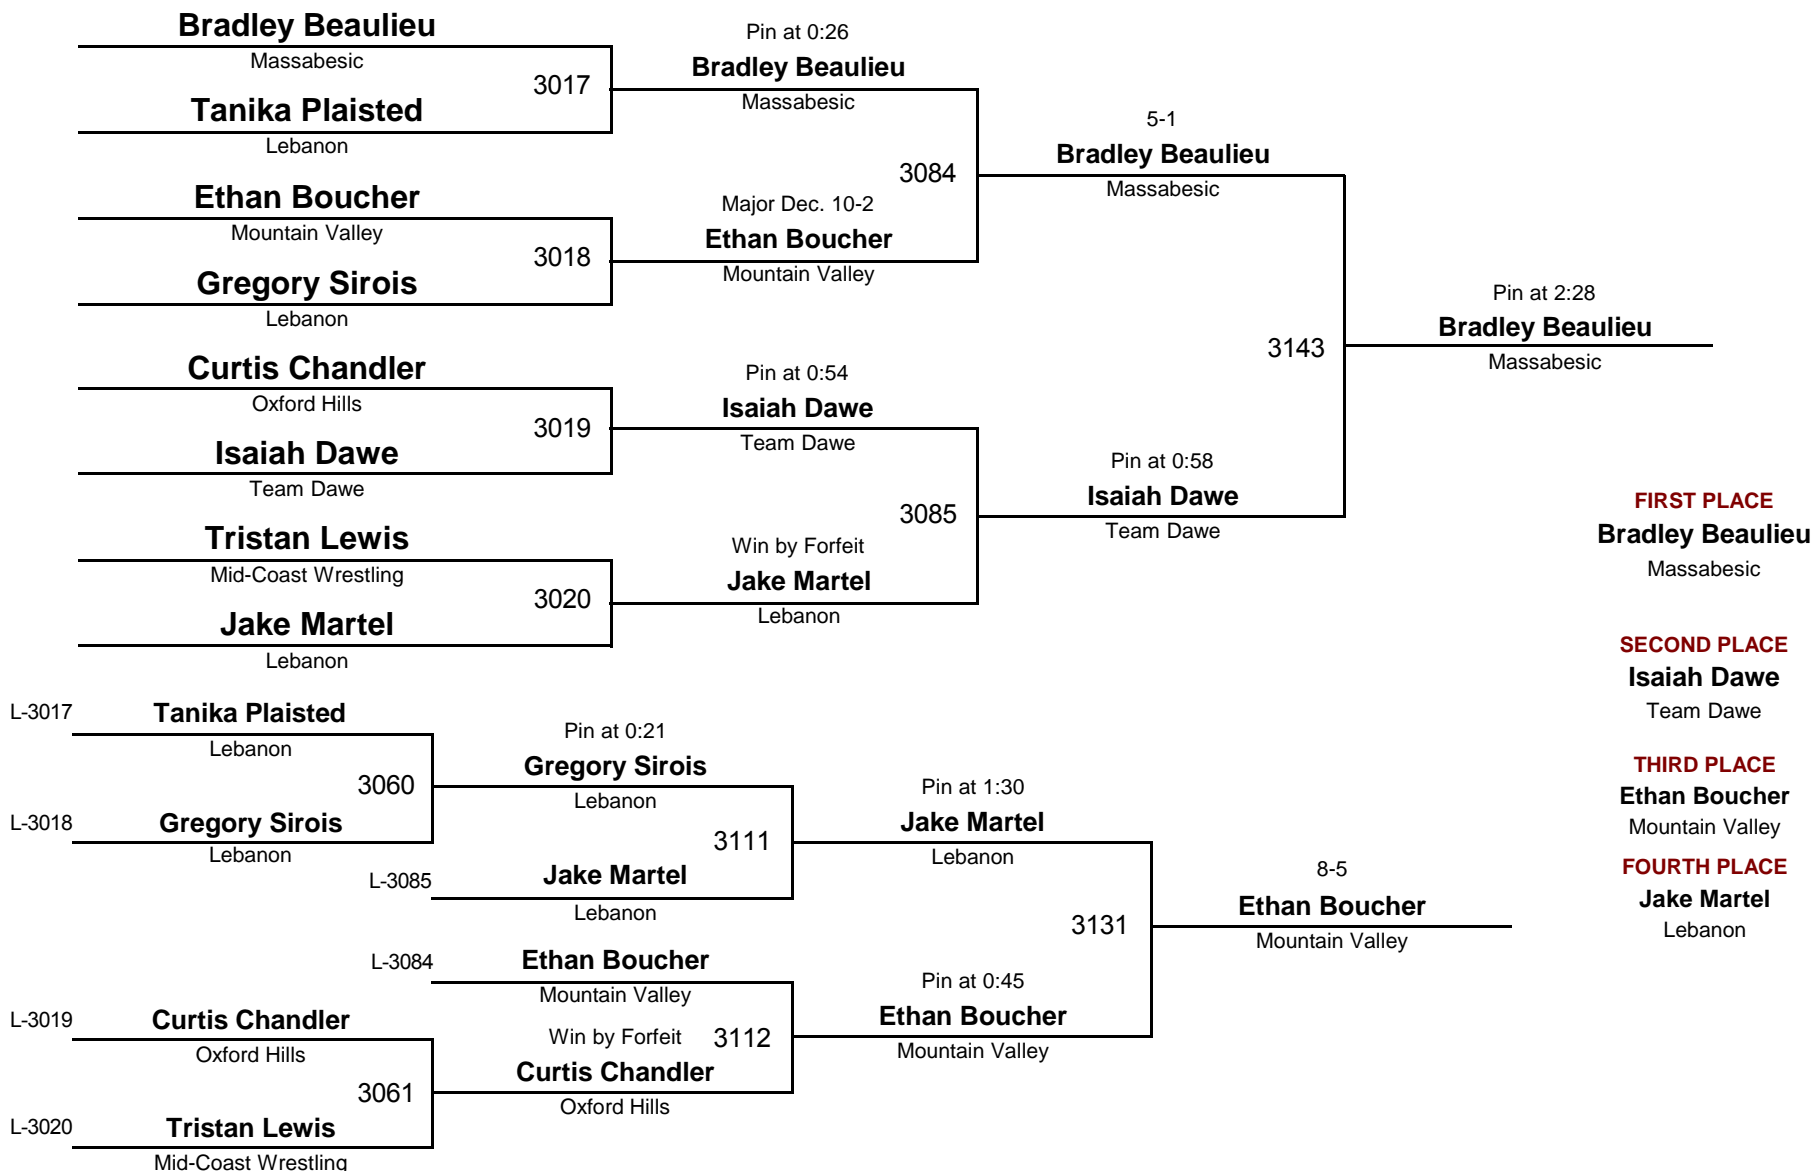 Bradley Beaulieu
Massabesic
3017
Tanika Plaisted
Lebanon
Pin at 0:26
Bradley Beaulieu
Massabesic
Ethan Boucher
Mountain Valley
3018
Gregory Sirois
Lebanon
Major Dec. 10-2
Ethan Boucher
Mountain Valley
3084
5-1
Bradley Beaulieu
Massabesic
Curtis Chandler
Oxford Hills
3019
Isaiah Dawe
Team Dawe
Pin at 0:54
Isaiah Dawe
Team Dawe
Tristan Lewis
Mid-Coast Wrestling
3020
Jake Martel
Lebanon
Win by Forfeit
Jake Martel
Lebanon
3085
Pin at 0:58
Isaiah Dawe
Team Dawe
3143
Pin at 2:28
Bradley Beaulieu
Massabesic
FIRST PLACE
Bradley Beaulieu
Massabesic
SECOND PLACE
Isaiah Dawe
Team Dawe
THIRD PLACE
Ethan Boucher
Mountain Valley
FOURTH PLACE
Jake Martel
Lebanon
L-3017
Tanika Plaisted
Lebanon
3060
L-3018
Gregory Sirois
Lebanon
Pin at 0:21
Gregory Sirois
Lebanon
3111
L-3085
Jake Martel
Lebanon
Pin at 1:30
Jake Martel
Lebanon
L-3084
Ethan Boucher
Mountain Valley
3112
L-3019
Curtis Chandler
Oxford Hills
3061
L-3020
Tristan Lewis
Mid-Coast Wrestling
Win by Forfeit
Curtis Chandler
Oxford Hills
Pin at 0:45
Ethan Boucher
Mountain Valley
3131
8-5
Ethan Boucher
Mountain Valley